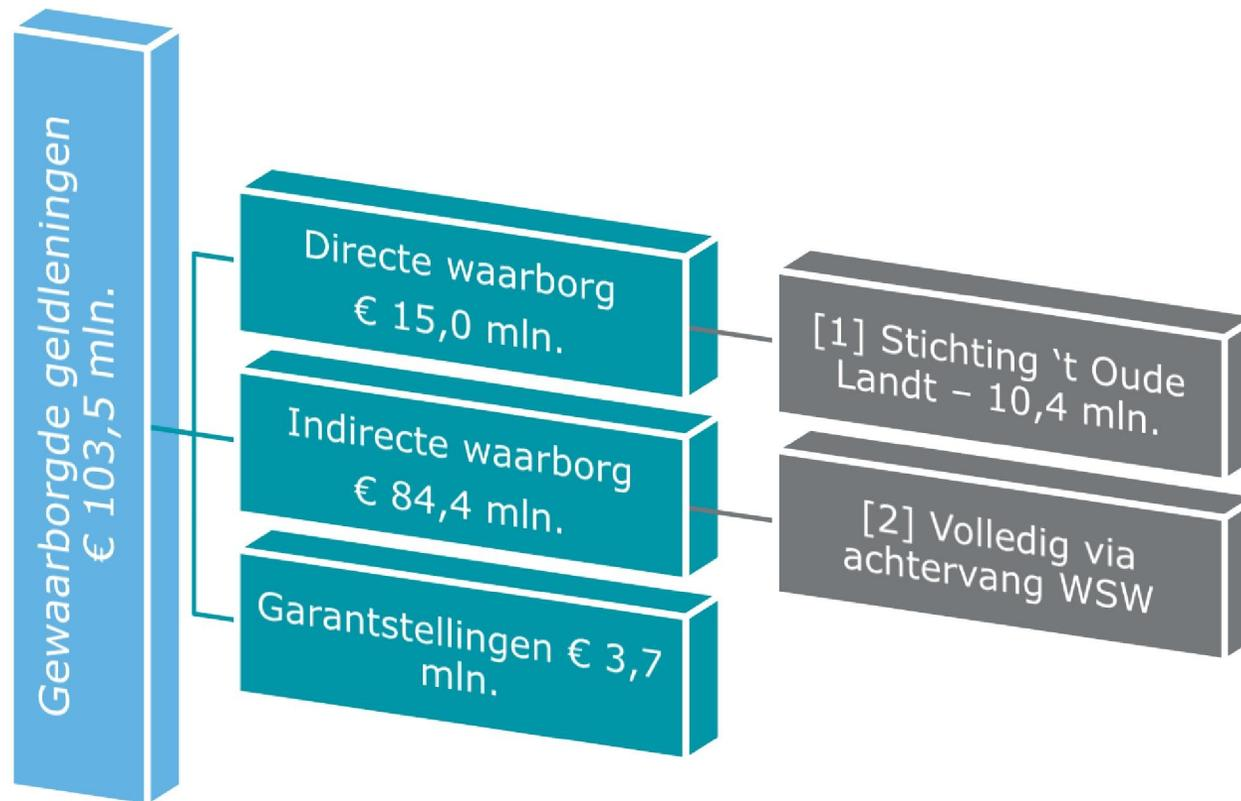 Gewaarborgde geldleningen
€ 103,5 mln.
Directe waarborg
€ 15,0 mln.
[1] Stichting ‘t Oude
Landt – 10,4 mln.
Indirecte waarborg
€ 84,4 mln.
[2] Volledig via
achtervang WSW
Garantstellingen € 3,7
mln.